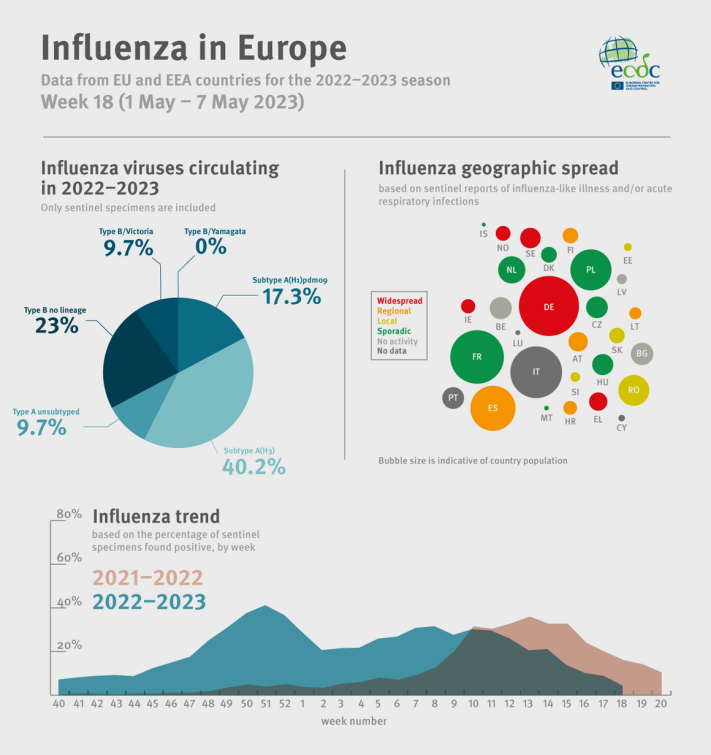 Influenza in Europe
Data from EU and EEA countries for the 2022–2023 season
Week 18 (1 May – 7 May 2023)
ecdc
EUROPEAN CENTRE FOR
DISEASE PREVENTION
AND CONTROL
Influenza viruses circulating
in 2022–2023
Only sentinel specimens are included
Type B/Victoria
9.7%
Type B/Yamagata
0%
Subtype A(H1)pdm09
17.3%
Type B no lineage
23%
Type A unsubtyped
9.7%
Subtype A(H3)
40.2%
Influenza geographic spread
based on sentinel reports of influenza-like illness and/or acute
respiratory infections
IS
NO
SE
FI
EE
NL
DK
PL
LV
Widespread
Regional
Local
Sporadic
No activity
No data
IE
BE
DE
CZ
LT
LU
SK
FR
IT
AT
BG
HU
SI
RO
PT
ES
MT
HR
EL
CY
Bubble size is indicative of country population
Influenza trend
based on the percentage of sentinel
specimens found positive, by week
2021–2022
2022–2023
80%
60%
40%
20%
40 41 42 43 44 45 46 47 48 49 50 51 52 1 2 3 4 5 6 7 8 9 10 11 12 13 14 15 16 17 18 19 20
week number